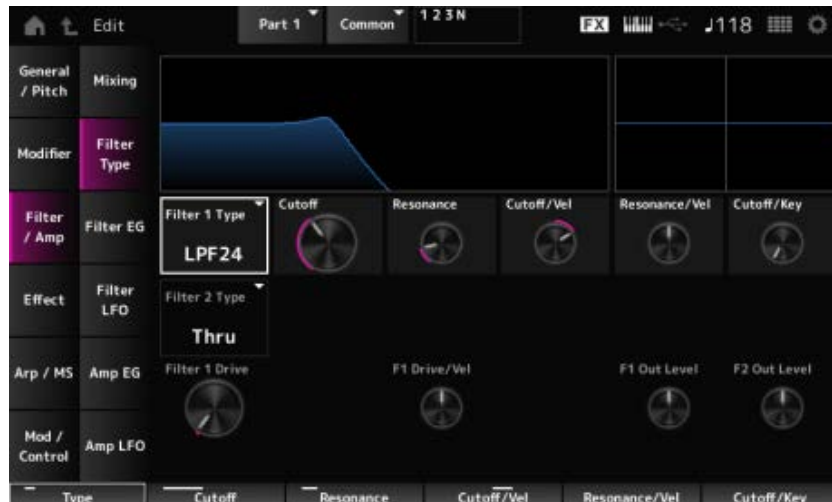 Edit
Part 1
Common
1 2 3 N
FX
♩118
General / Pitch
Mixing
Modifier
Filter Type
Filter / Amp
Filter EG
Effect
Filter LFO
Arp / MS
Amp EG
Mod / Control
Amp LFO
Filter 1 Type
LPF24
Cutoff
Resonance
Cutoff/Vel
Resonance/Vel
Cutoff/Key
Filter 2 Type
Thru
Filter 1 Drive
F1 Drive/Vel
F1 Out Level
F2 Out Level
Type
Cutoff
Resonance
Cutoff/Vel
Resonance/Vel
Cutoff/Key